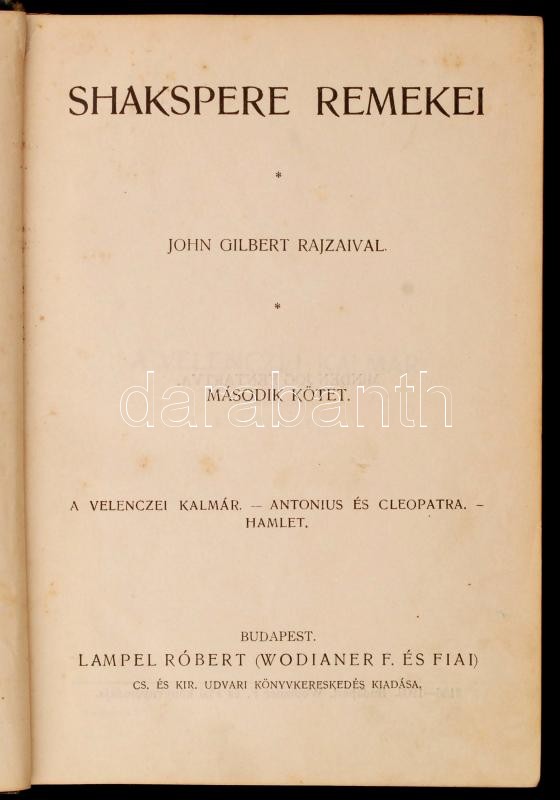 SHAKSPERE REMEKEI
*
JOHN GILBERT RAJZAIVAL.
*
MÁSODIK KÖTET.
darabanth
A VELENCZEI KALMÁR. — ANTONIUS ÉS CLEOPATRA. —
HAMLET.
BUDAPEST.
LAMPEL RÓBERT (WODIANER F. ÉS FIAI)
CS. ÉS KIR. UDVARI KÖNYVKERESKEDÉS KIADÁSA.